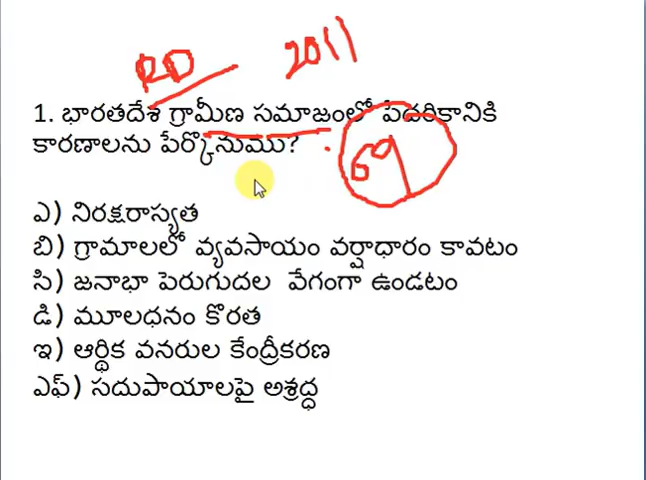 RD 2011
1. భారతదేశ గ్రామీణ సమాజంలో పేదరికానికి
కారణాలను పేర్కొనుము? 69
ఎ) నిరక్షరాస్యత
బి) గ్రామాలలో వ్యవసాయం వర్షాధారం కావటం
సి) జనాభా పెరుగుదల వేగంగా ఉండటం
డి) మూలధనం కొరత
ఇ) ఆర్థిక వనరుల కేంద్రీకరణ
ఎఫ్) సదుపాయాలపై అశ్రద్ధ